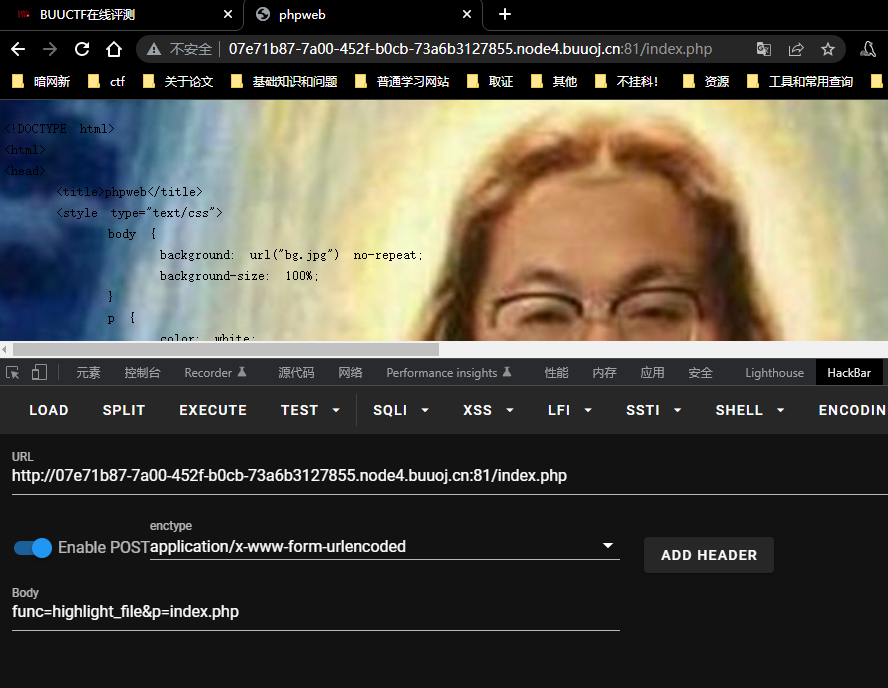 BUUCTF在线评测
phpweb
不安全 07e71b87-7a00-452f-b0cb-73a6b3127855.node4.buuoj.cn:81/index.php
暗网新 ctf 关于论文 基础知识和问题 普通学习网站 取证 其他 不挂科！ 资源 工具和常用查询
<!DOCTYPE html>
<html>
<head>
<title>phpweb</title>
<style type="text/css">
body {
background: url("bg.jpg") no-repeat;
background-size: 100%;
}
p {
color: white;
元素 控制台 Recorder 源代码 网络 Performance insights 性能 内存 应用 安全 Lighthouse HackBar
LOAD SPLIT EXECUTE TEST SQLI XSS LFI SSTI SHELL ENCODIN
URL
http://07e71b87-7a00-452f-b0cb-73a6b3127855.node4.buuoj.cn:81/index.php
enctype
Enable POST application/x-www-form-urlencoded ADD HEADER
Body
func=highlight_file&p=index.php